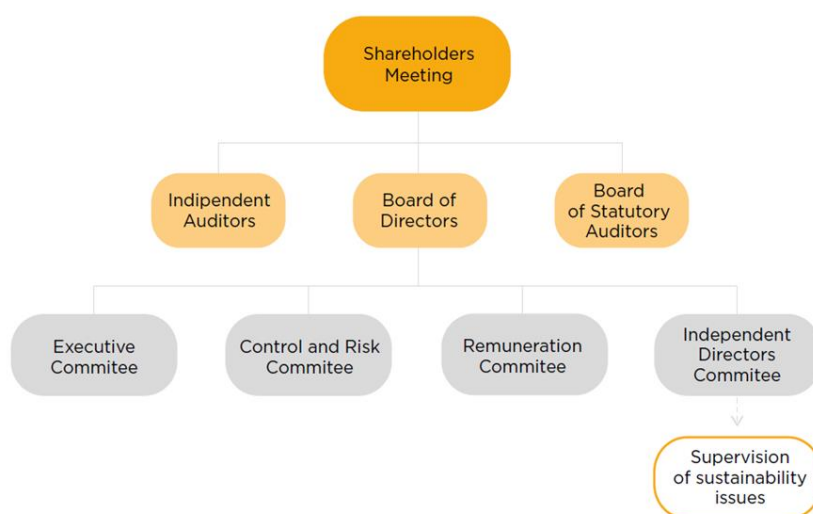 Shareholders
Meeting
Indipendent
Auditors
Board of
Directors
Board
of Statutory
Auditors
Executive
Commitee
Control and Risk
Commitee
Remuneration
Commitee
Independent
Directors
Commitee
Supervision
of sustainability
issues